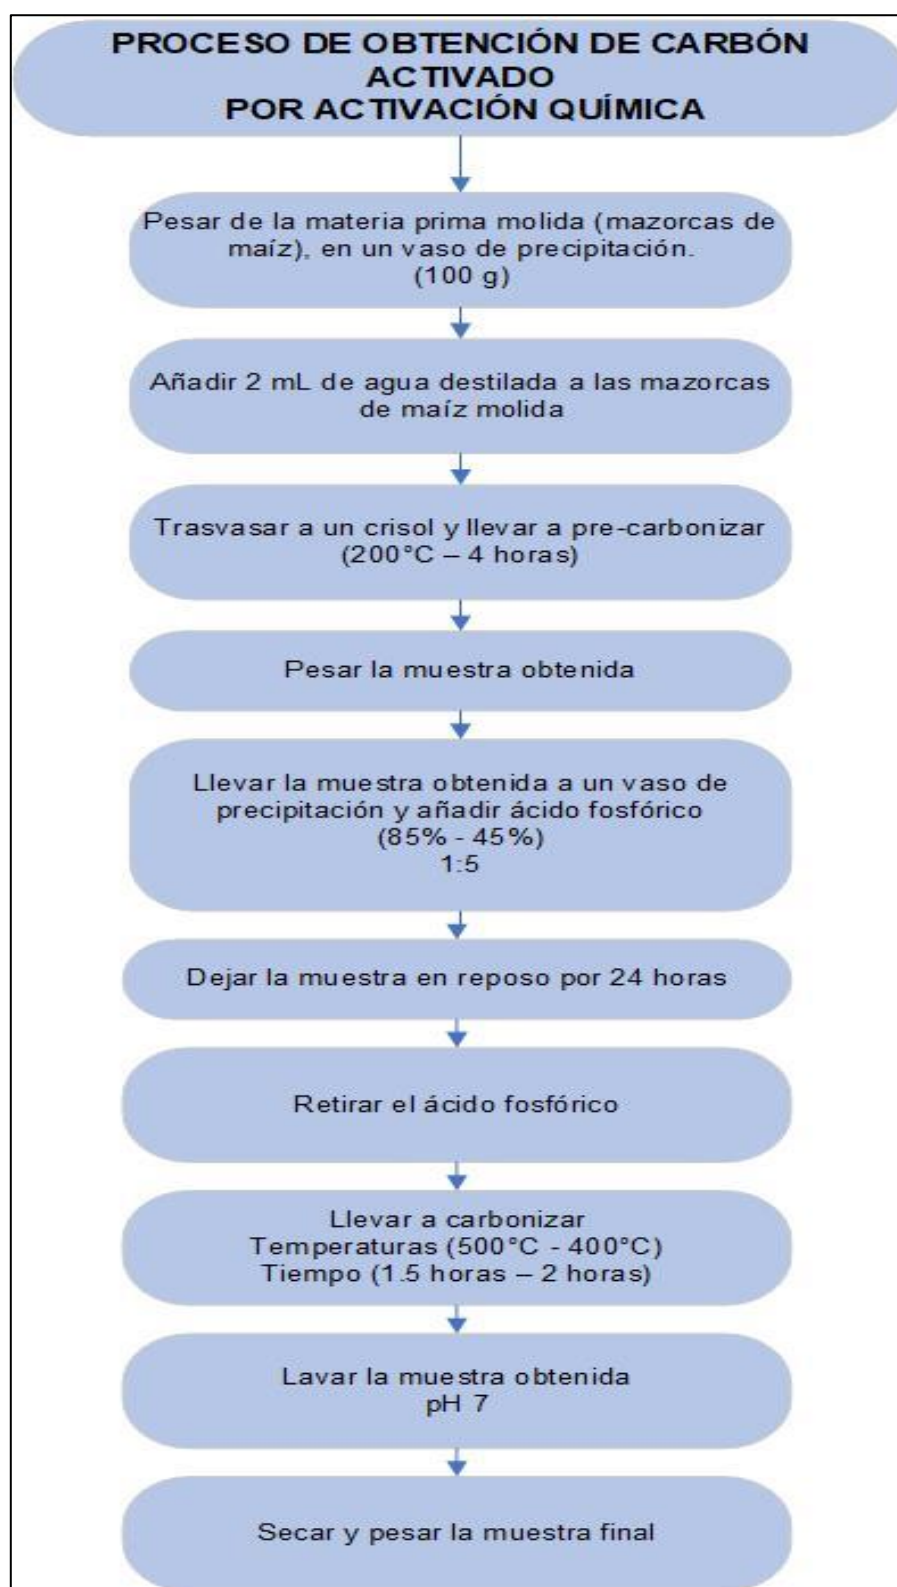 PROCESO DE OBTENCIÓN DE CARBÓN
ACTIVADO
POR ACTIVACIÓN QUÍMICA
Pesar de la materia prima molida (mazorcas de
maíz), en un vaso de precipitación.
(100 g)
Añadir 2 mL de agua destilada a las mazorcas
de maíz molida
Trasvasar a un crisol y llevar a pre-carbonizar
(200°C – 4 horas)
Pesar la muestra obtenida
Llevar la muestra obtenida a un vaso de
precipitación y añadir ácido fosfórico
(85% - 45%)
1:5
Dejar la muestra en reposo por 24 horas
Retirar el ácido fosfórico
Llevar a carbonizar
Temperaturas (500°C - 400°C)
Tiempo (1.5 horas – 2 horas)
Lavar la muestra obtenida
pH 7
Secar y pesar la muestra final